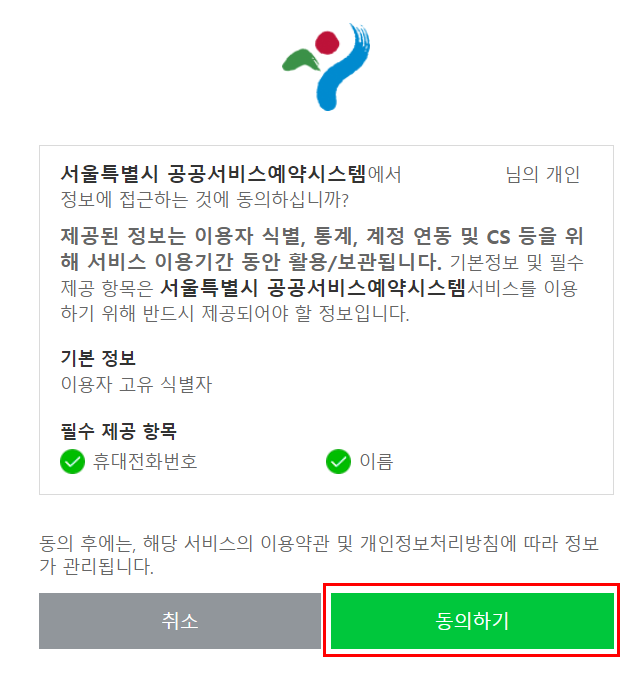 서울특별시 공공서비스예약시스템에서 님의 개인
정보에 접근하는 것에 동의하십니까?
제공된 정보는 이용자 식별, 통계, 계정 연동 및 CS 등을 위
해 서비스 이용기간 동안 활용/보관됩니다. 기본정보 및 필수
제공 항목은 서울특별시 공공서비스예약시스템서비스를 이용
하기 위해 반드시 제공되어야 할 정보입니다.
기본 정보
이용자 고유 식별자
필수 제공 항목
휴대전화번호 이름
동의 후에는, 해당 서비스의 이용약관 및 개인정보처리방침에 따라 정보
가 관리됩니다.
취소 동의하기